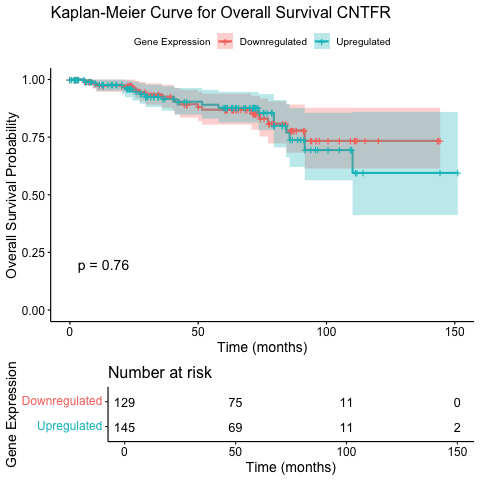 Kaplan-Meier Curve for Overall Survival CNTFR
Gene Expression Downregulated Upregulated
Overall Survival Probability
1.00
0.75
0.50
0.25
0.00
p = 0.76
0 50 100 150
Time (months)
Number at risk
Gene Expression
Downregulated 129 75 11 0
Upregulated 145 69 11 2
0 50 100 150
Time (months)